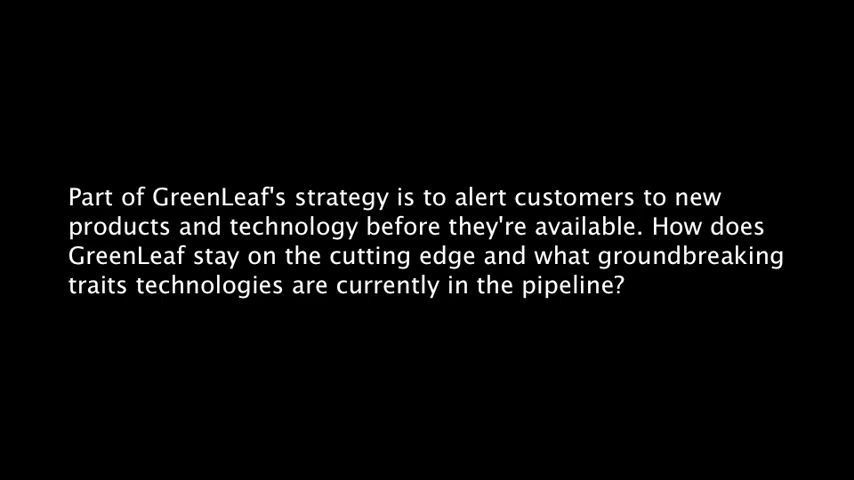 Part of GreenLeaf's strategy is to alert customers to new
products and technology before they're available. How does
GreenLeaf stay on the cutting edge and what groundbreaking
traits technologies are currently in the pipeline?